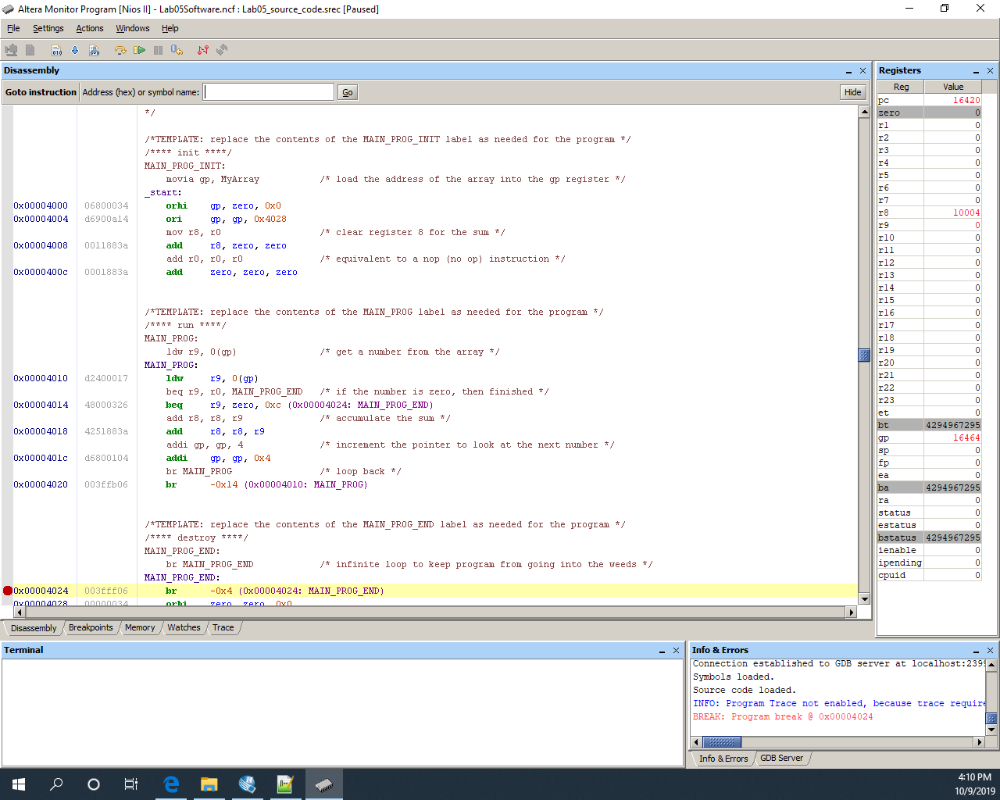 Altera Monitor Program [Nios II] - Lab05Software.ncf : Lab05_source_code.srec [Paused]
File Settings Actions Windows Help
Disassembly
Goto instruction Address (hex) or symbol name: Go Hide
*/
/*TEMPLATE: replace the contents of the MAIN_PROG_INIT label as needed for the program */
/**** init ****/
MAIN_PROG_INIT:
movia gp, MyArray /* load the address of the array into the gp register */
_start:
0x00004000 06800034 orhi gp, zero, 0x0
0x00004004 d6900a14 ori gp, gp, 0x4028
mov r8, r0 /* clear register 8 for the sum */
0x00004008 0011883a add r8, zero, zero
add r0, r0, r0 /* equivalent to a nop (no op) instruction */
0x0000400c 0001883a add zero, zero, zero
/*TEMPLATE: replace the contents of the MAIN_PROG label as needed for the program */
/**** run ****/
MAIN_PROG:
ldw r9, 0(gp) /* get a number from the array */
MAIN_PROG:
0x00004010 d2400017 ldw r9, 0(gp)
beq r9, r0, MAIN_PROG_END /* if the number is zero, then finished */
0x00004014 48000326 beq r9, zero, 0xc (0x00004024: MAIN_PROG_END)
add r8, r8, r9 /* accumulate the sum */
0x00004018 4251883a add r8, r8, r9
addi gp, gp, 4 /* increment the pointer to look at the next number */
0x0000401c d6800104 addi gp, gp, 0x4
br MAIN_PROG /* loop back */
0x00004020 003ffb06 br -0x14 (0x00004010: MAIN_PROG)
/*TEMPLATE: replace the contents of the MAIN_PROG_END label as needed for the program */
/**** destroy ****/
MAIN_PROG_END:
br MAIN_PROG_END /* infinite loop to keep program from going into the weeds */
MAIN_PROG_END:
0x00004024 003fff06 br -0x4 (0x00004024: MAIN_PROG_END)
0x00004028 00000034 orhi zero, zero, 0x0
Disassembly Breakpoints Memory Watches Trace
Registers
Reg Value
pc 16420
zero 0
r1 0
r2 0
r3 0
r4 0
r5 0
r6 0
r7 0
r8 10004
r9 0
r10 0
r11 0
r12 0
r13 0
r14 0
r15 0
r16 0
r17 0
r18 0
r19 0
r20 0
r21 0
r22 0
r23 0
et 0
bt 4294967295
gp 16464
sp 0
fp 0
ea 0
ba 4294967295
ra 0
status 0
estatus 0
bstatus 4294967295
ienable 0
ipending 0
cpuid 0
Terminal
Info & Errors
Connection established to GDB server at localhost:2399
Symbols loaded.
Source code loaded.
INFO: Program Trace not enabled, because trace require
BREAK: Program break @ 0x00004024
Info & Errors GDB Server
4:10 PM
10/9/2019